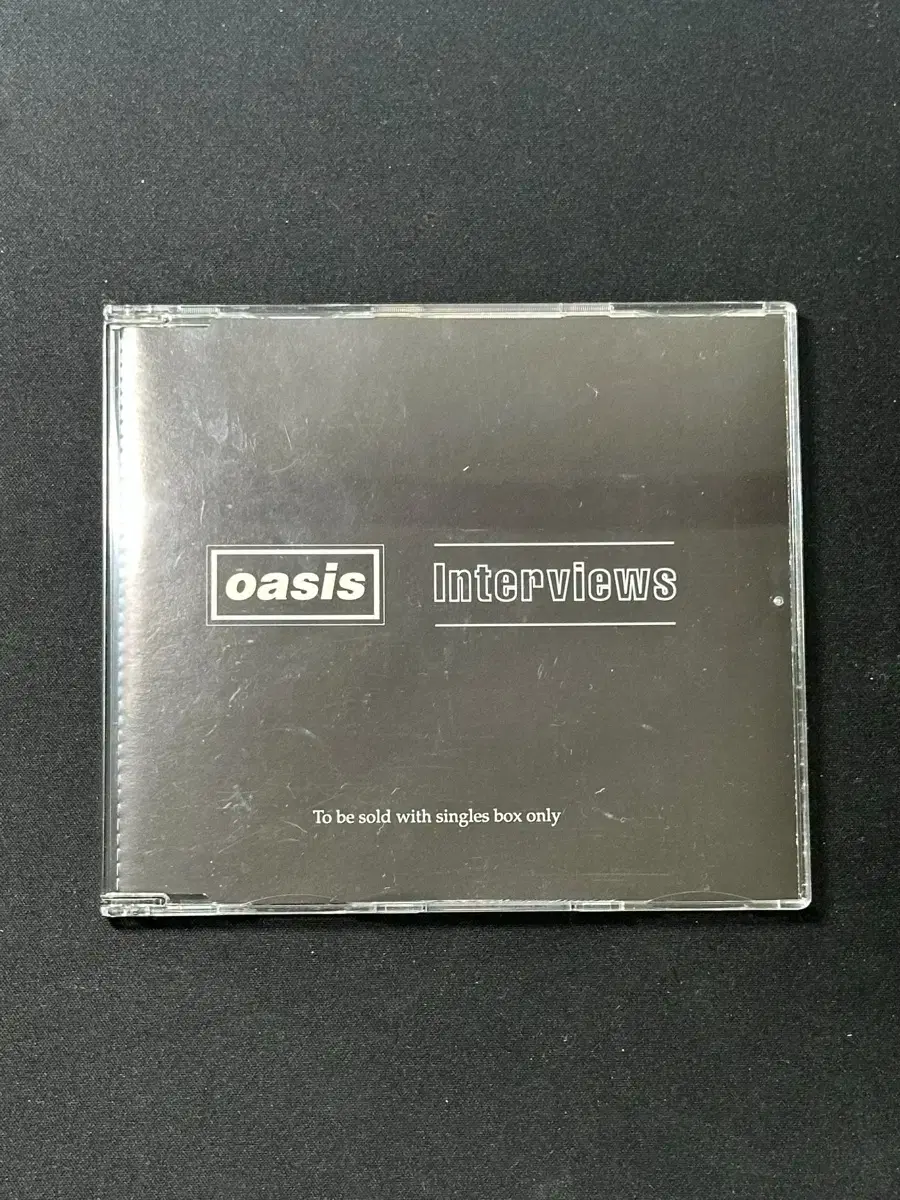 oasis Interviews
To be sold with singles box only